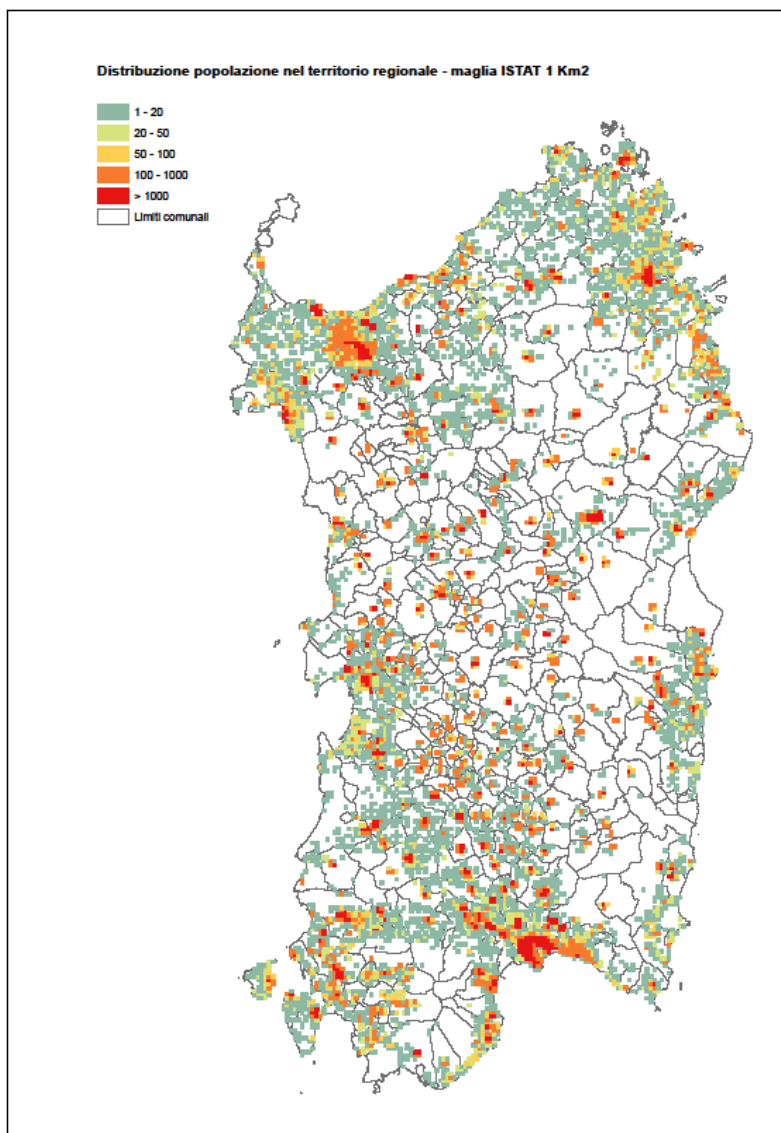 Distribuzione popolazione nel territorio regionale - maglia ISTAT 1 Km2
1 - 20
20 - 50
50 - 100
100 - 1000
> 1000
Limiti comunali